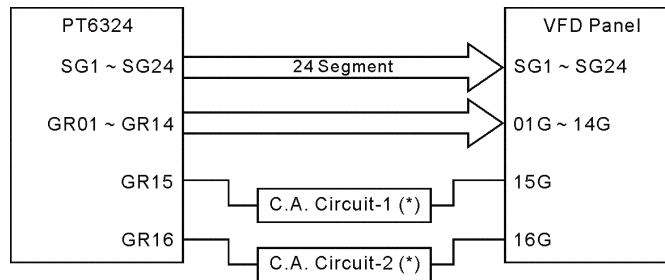 PT6324
VFD Panel
SG1 ~ SG24
24 Segment
SG1 ~ SG24
GR01 ~ GR14
01G ~ 14G
GR15
C.A. Circuit-1 (*)
15G
GR16
C.A. Circuit-2 (*)
16G